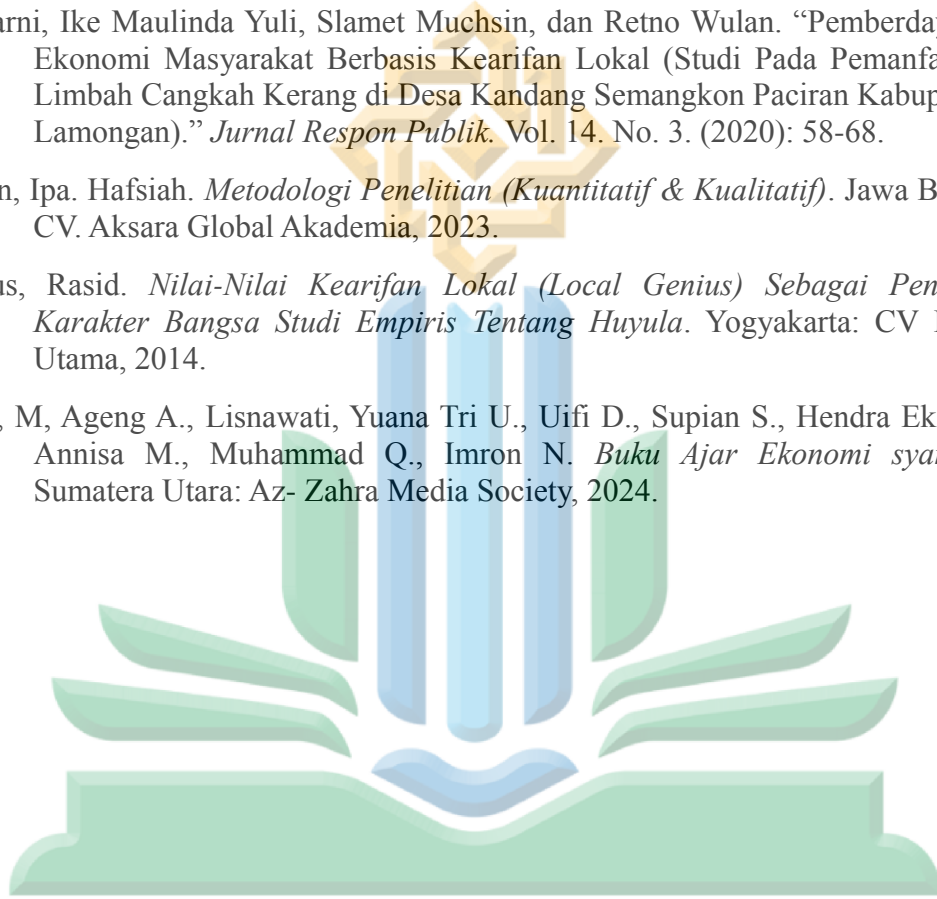 arni, Ike Maulinda Yuli, Slamet Muchsin, dan Retno Wulan. “Pemberday
Ekonomi Masyarakat Berbasis Kearifan Lokal (Studi Pada Pemanfa
Limbah Cangkah Kerang di Desa Kandang Semangkon Paciran Kabup
Lamongan).” Jurnal Respon Publik. Vol. 14. No. 3. (2020): 58-68.
n, Ipa. Hafsiah. Metodologi Penelitian (Kuantitatif & Kualitatif). Jawa B
CV. Aksara Global Akademia, 2023.
us, Rasid. Nilai-Nilai Kearifan Lokal (Local Genius) Sebagai Pen
Karakter Bangsa Studi Empiris Tentang Huyula. Yogyakarta: CV
Utama, 2014.
, M, Ageng A., Lisnawati, Yuana Tri U., Uifi D., Supian S., Hendra Ek
Annisa M., Muhammad Q., Imron N. Buku Ajar Ekonomi syar
Sumatera Utara: Az- Zahra Media Society, 2024.